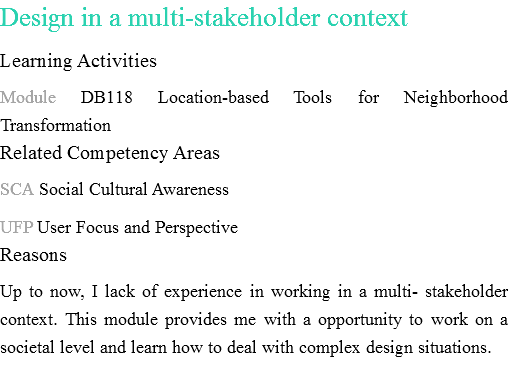 Design in a multi-stakeholder context
Learning Activities
Module DB118 Location-based Tools for Neighborhood
Transformation
Related Competency Areas
SCA Social Cultural Awareness
UFP User Focus and Perspective
Reasons
Up to now, I lack of experience in working in a multi- stakeholder
context. This module provides me with a opportunity to work on a
societal level and learn how to deal with complex design situations.